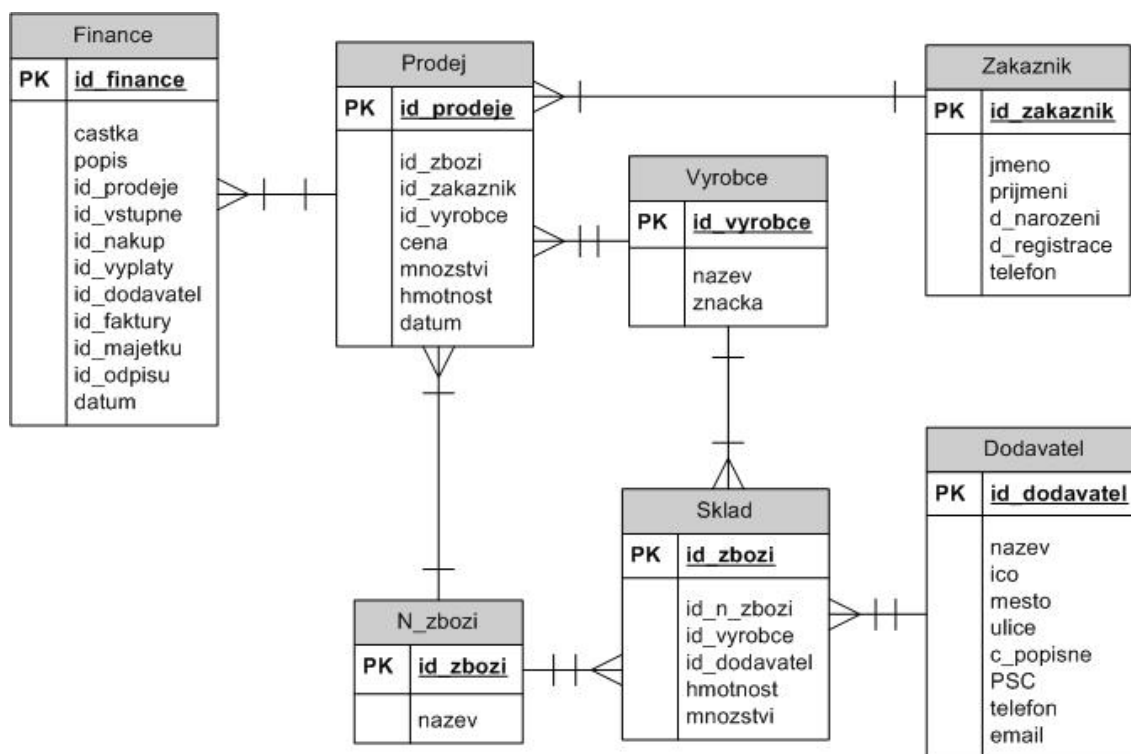 Finance
PK id_finance
castka
popis
id_prodeje
id_vstupne
id_nakup
id_vyplaty
id_dodavatel
id_faktury
id_majetku
id_odpisu
datum
Prodej
PK id_prodeje
id_zbozi
id_zakaznik
id_vyrobce
cena
mnozstvi
hmotnost
datum
Zakaznik
PK id_zakaznik
jmeno
prijmeni
d_narozeni
d_registrace
telefon
Vyrobce
PK id_vyrobce
nazev
znacka
N_zbozi
PK id_zbozi
nazev
Sklad
PK id_zbozi
id_n_zbozi
id_vyrobce
id_dodavatel
hmotnost
mnozstvi
Dodavatel
PK id_dodavatel
nazev
ico
mesto
ulice
c_popisne
PSC
telefon
email